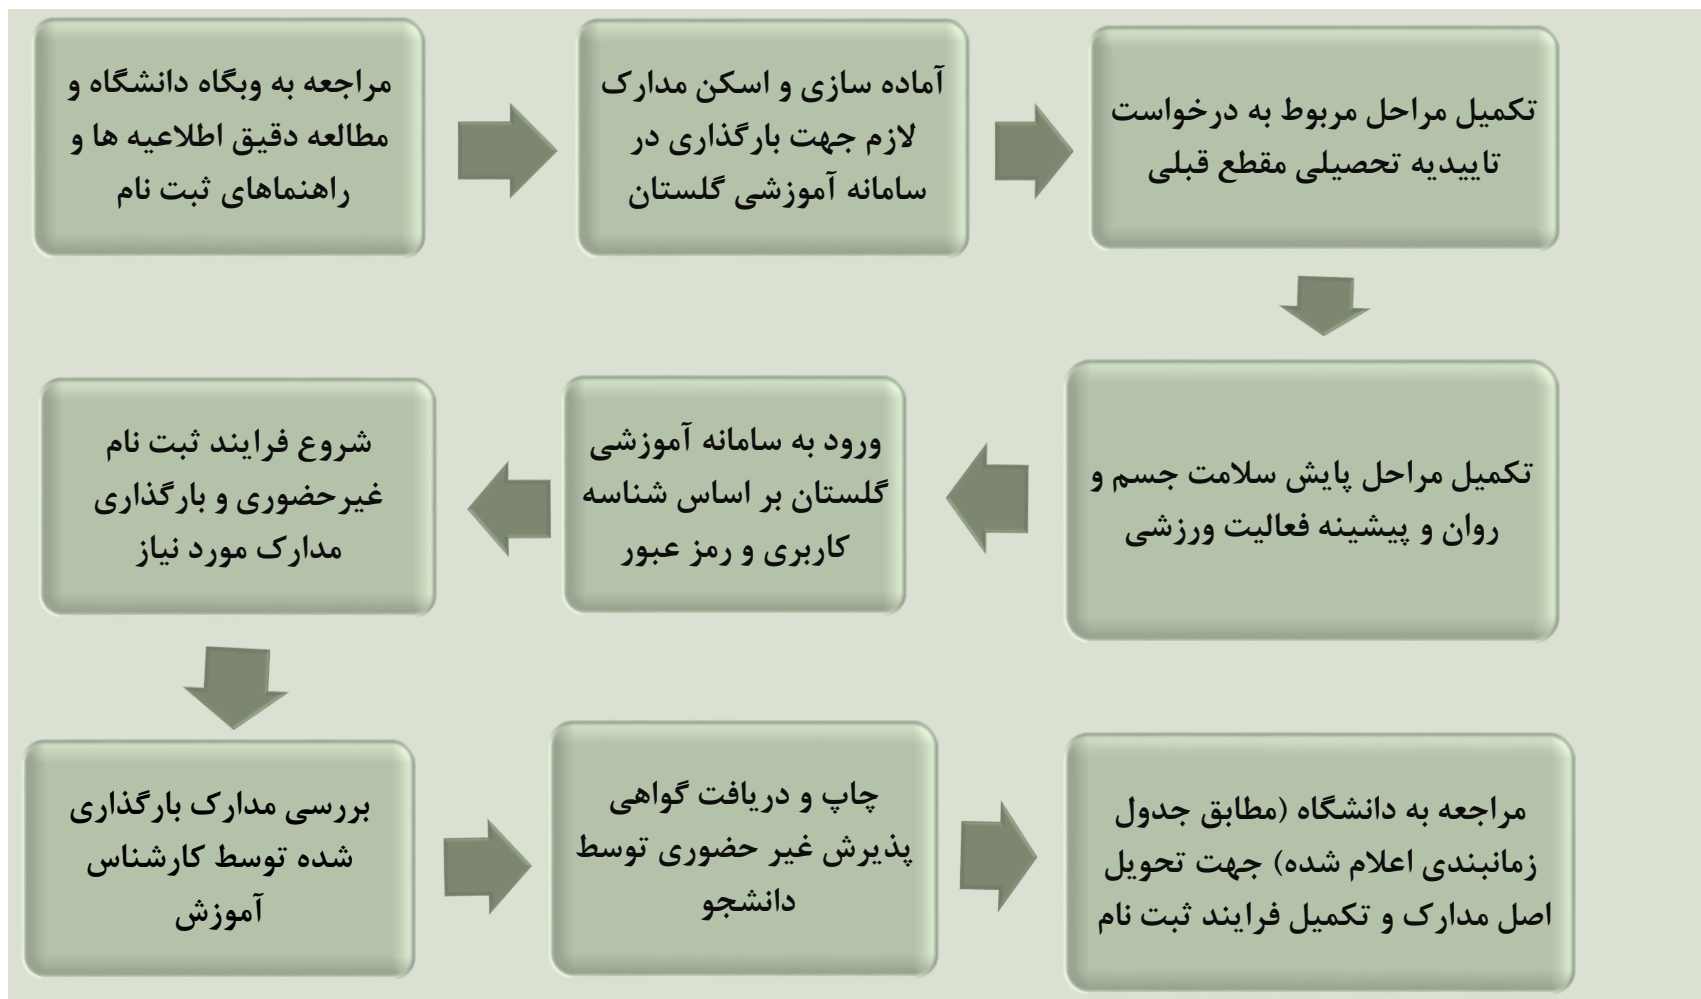 مراجعه به وبگاه دانشگاه و
مطالعه دقیق اطلاعیه ها و
راهنماهای ثبت نام
آماده سازی و اسکن مدارک
لازم جهت بارگذاری در
سامانه آموزشی گلستان
تکمیل مراحل مربوط به درخواست
تاییدیه تحصیلی مقطع قبلی
تکمیل مراحل پایش سلامت جسم و
روان و پیشینه فعالیت ورزشی
ورود به سامانه آموزشی
گلستان بر اساس شناسه
کاربری و رمز عبور
شروع فرایند ثبت نام
غیرحضوری و بارگذاری
مدارک مورد نیاز
بررسی مدارک بارگذاری
شده توسط کارشناس
آموزش
چاپ و دریافت گواهی
پذیرش غیر حضوری توسط
دانشجو
مراجعه به دانشگاه (مطابق جدول
زمانبندی اعلام شده) جهت تحویل
اصل مدارک و تکمیل فرایند ثبت نام